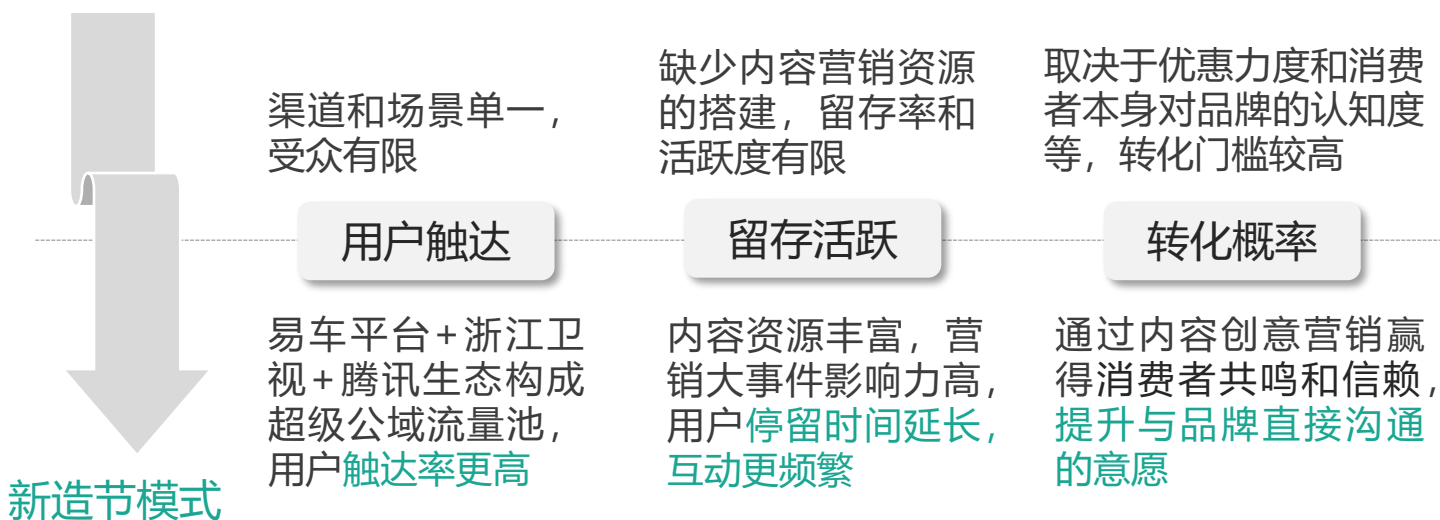 渠道和场景单一，
受众有限
缺少内容营销资源
的搭建，留存率和
活跃度有限
取决于优惠力度和消费
者本身对品牌的认知度
等，转化门槛较高
用户触达
留存活跃
转化概率
易车平台+浙江卫
视+腾讯生态构成
超级公域流量池，
用户触达率更高
内容资源丰富，营
销大事件影响力高，
用户停留时间延长，
互动更频繁
通过内容创意营销赢
得消费者共鸣和信赖，
提升与品牌直接沟通
的意愿
新造节模式